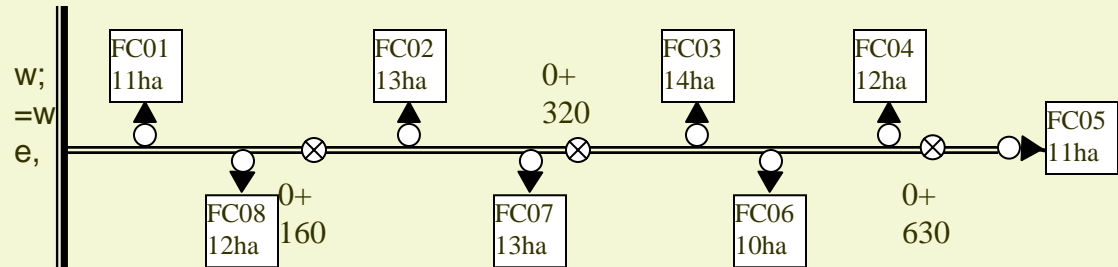 w;
=w
e,
FC01
11ha
FC02
13ha
0+
320
FC03
14ha
FC04
12ha
FC05
11ha
FC08
12ha
0+
160
FC07
13ha
FC06
10ha
0+
630